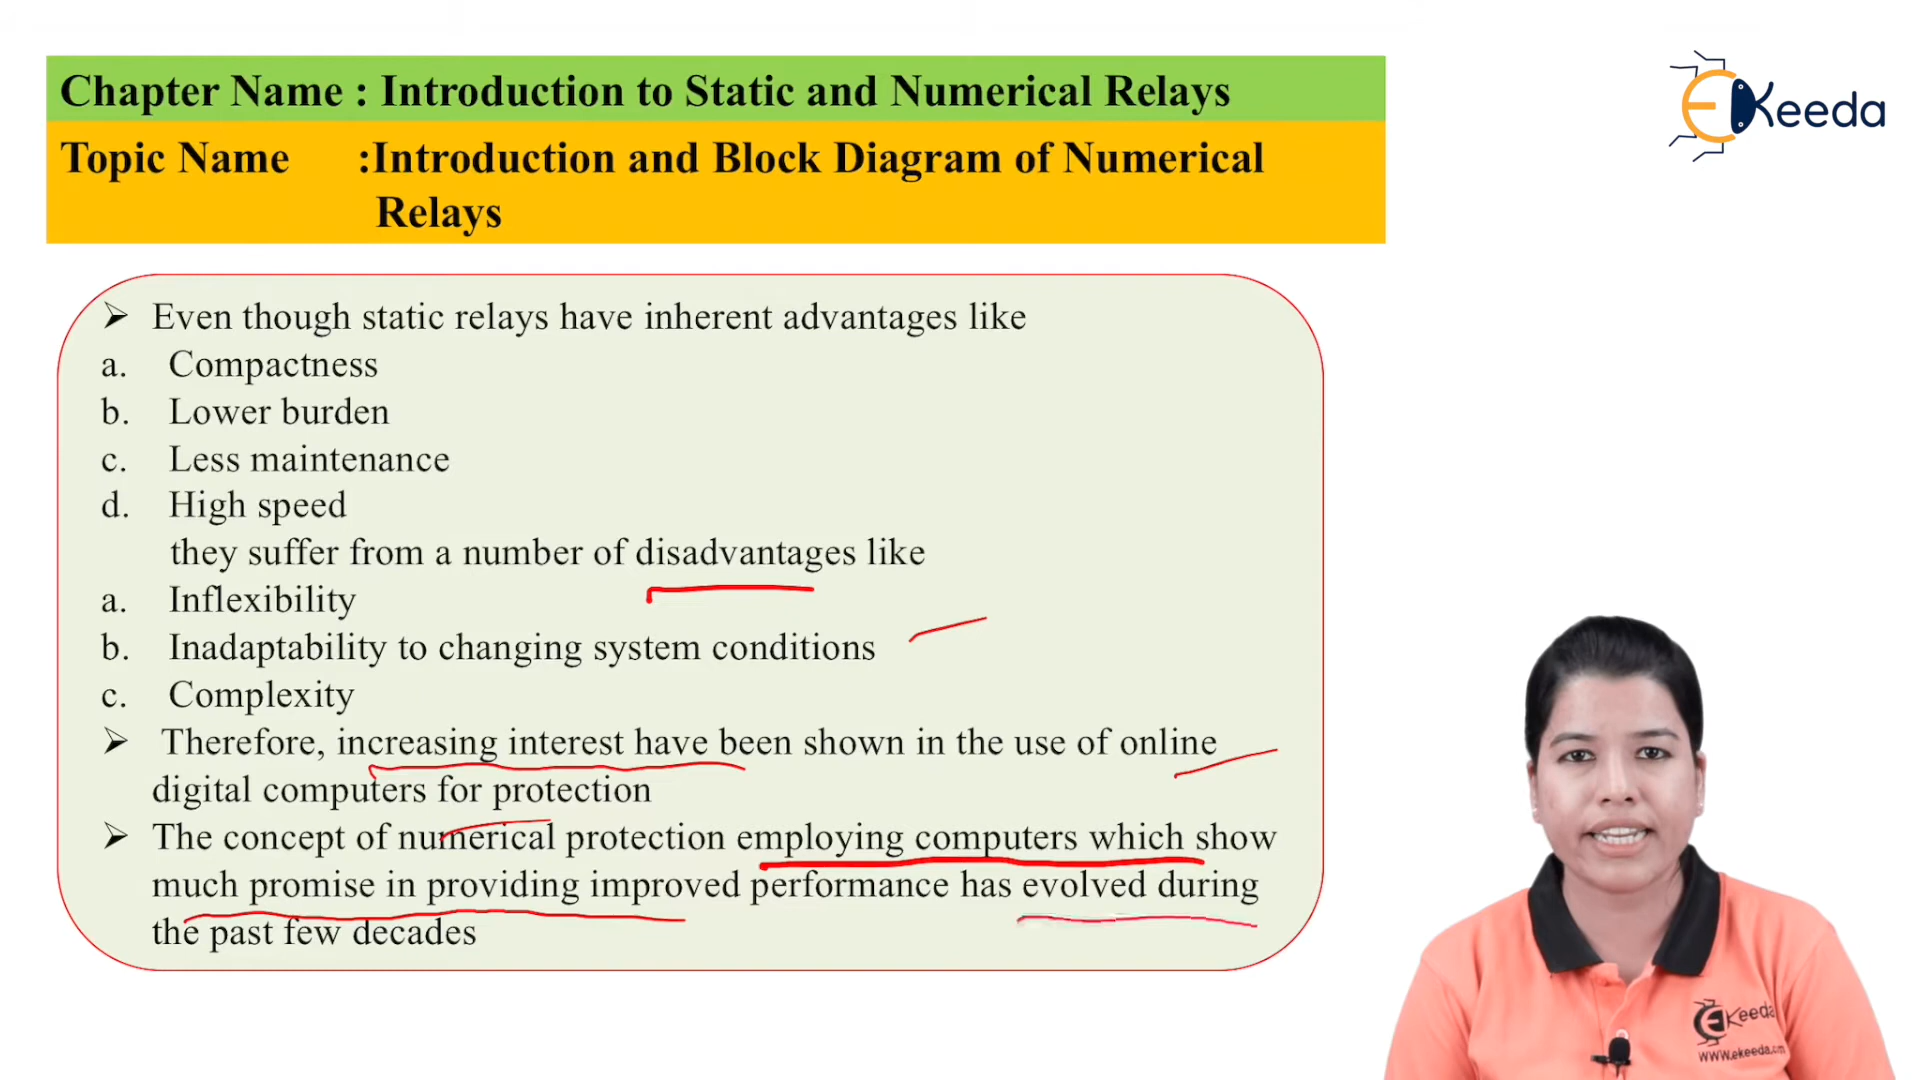 Chapter Name : Introduction to Static and Numerical Relays
Keeda
Topic Name :Introduction and Block Diagram of Numerical
Relays
➢ Even though static relays have inherent advantages like
a. Compactness
b. Lower burden
c. Less maintenance
d. High speed
they suffer from a number of disadvantages like
a. Inflexibility
b. Inadaptability to changing system conditions
c. Complexity
➢ Therefore, increasing interest have been shown in the use of online
digital computers for protection
➢ The concept of numerical protection employing computers which show
much promise in providing improved performance has evolved during
the past few decades
Keeda
www.ekeeda.com